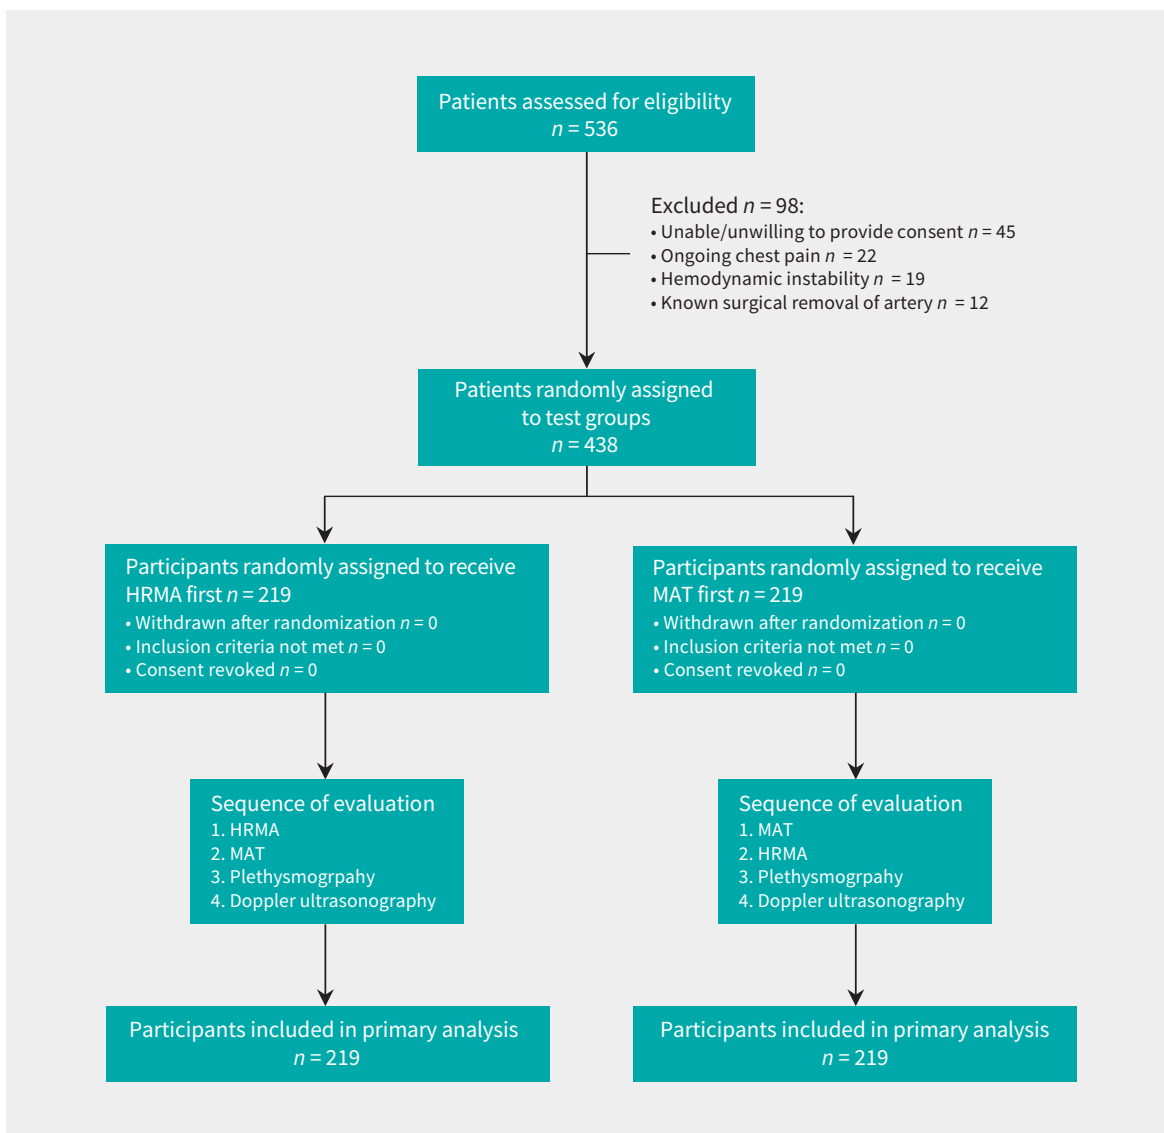 Patients assessed for eligibility
n = 536
Excluded n = 98:
• Unable/unwilling to provide consent n = 45
• Ongoing chest pain n = 22
• Hemodynamic instability n = 19
• Known surgical removal of artery n = 12
Patients randomly assigned
to test groups
n = 438
Participants randomly assigned to receive
HRMA first n = 219
• Withdrawn after randomization n = 0
• Inclusion criteria not met n = 0
• Consent revoked n = 0
Participants randomly assigned to receive
MAT first n = 219
• Withdrawn after randomization n = 0
• Inclusion criteria not met n = 0
• Consent revoked n = 0
Sequence of evaluation
1. HRMA
2. MAT
3. Plethysmogrpahy
4. Doppler ultrasonography
Sequence of evaluation
1. MAT
2. HRMA
3. Plethysmogrpahy
4. Doppler ultrasonography
Participants included in primary analysis
n = 219
Participants included in primary analysis
n = 219